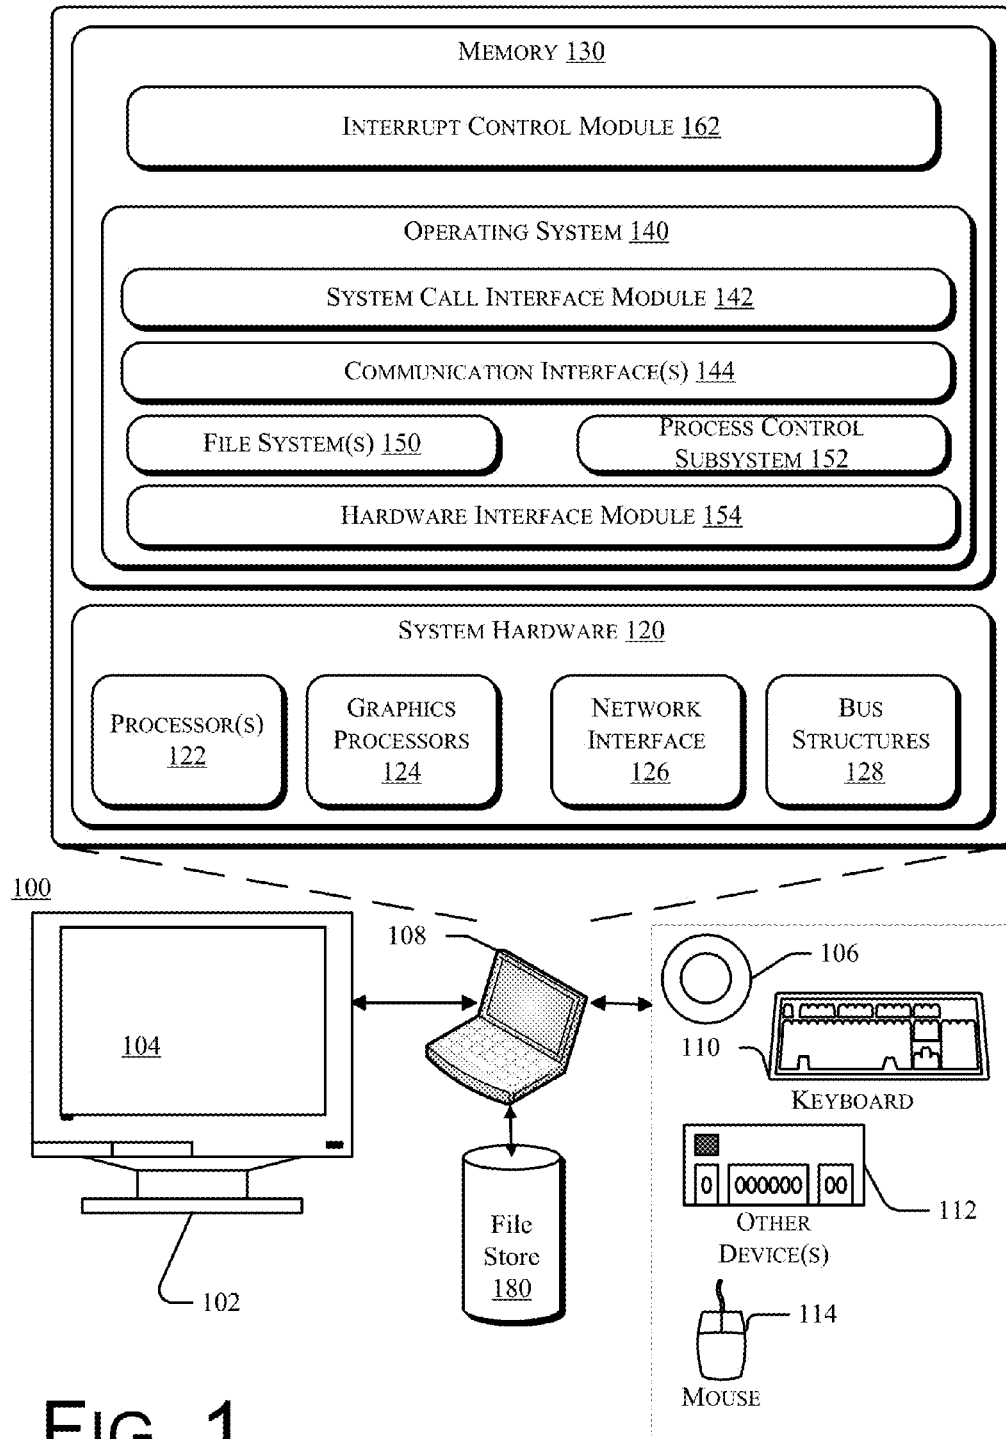 MEMORY 130
INTERRUPT CONTROL MODULE 162
OPERATING SYSTEM 140
SYSTEM CALL INTERFACE MODULE 142
COMMUNICATION INTERFACE(S) 144
FILE SYSTEM(S) 150
PROCESS CONTROL
SUBSYSTEM 152
HARDWARE INTERFACE MODULE 154
SYSTEM HARDWARE 120
PROCESSOR(S)
122
GRAPHICS
PROCESSORS
124
NETWORK
INTERFACE
126
BUS
STRUCTURES
128
100
108
106
104
110
KEYBOARD
0 000000 00
112
OTHER
DEVICE(S)
File
Store
180
102
114
MOUSE
FIG. 1